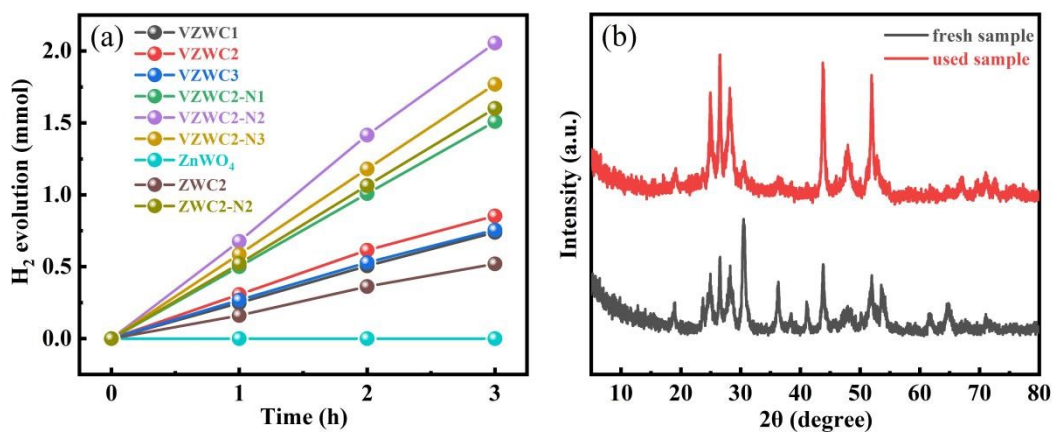 (a)
VZWC1
VZWC2
VZWC3
VZWC2-N1
VZWC2-N2
VZWC2-N3
ZnWO₄
ZWC2
ZWC2-N2
H₂ evolution (mmol)
2.0
1.5
1.0
0.5
0.0
0 1 2 3
Time (h)
(b)
fresh sample
used sample
Intensity (a.u.)
10 20 30 40 50 60 70 80
2θ (degree)